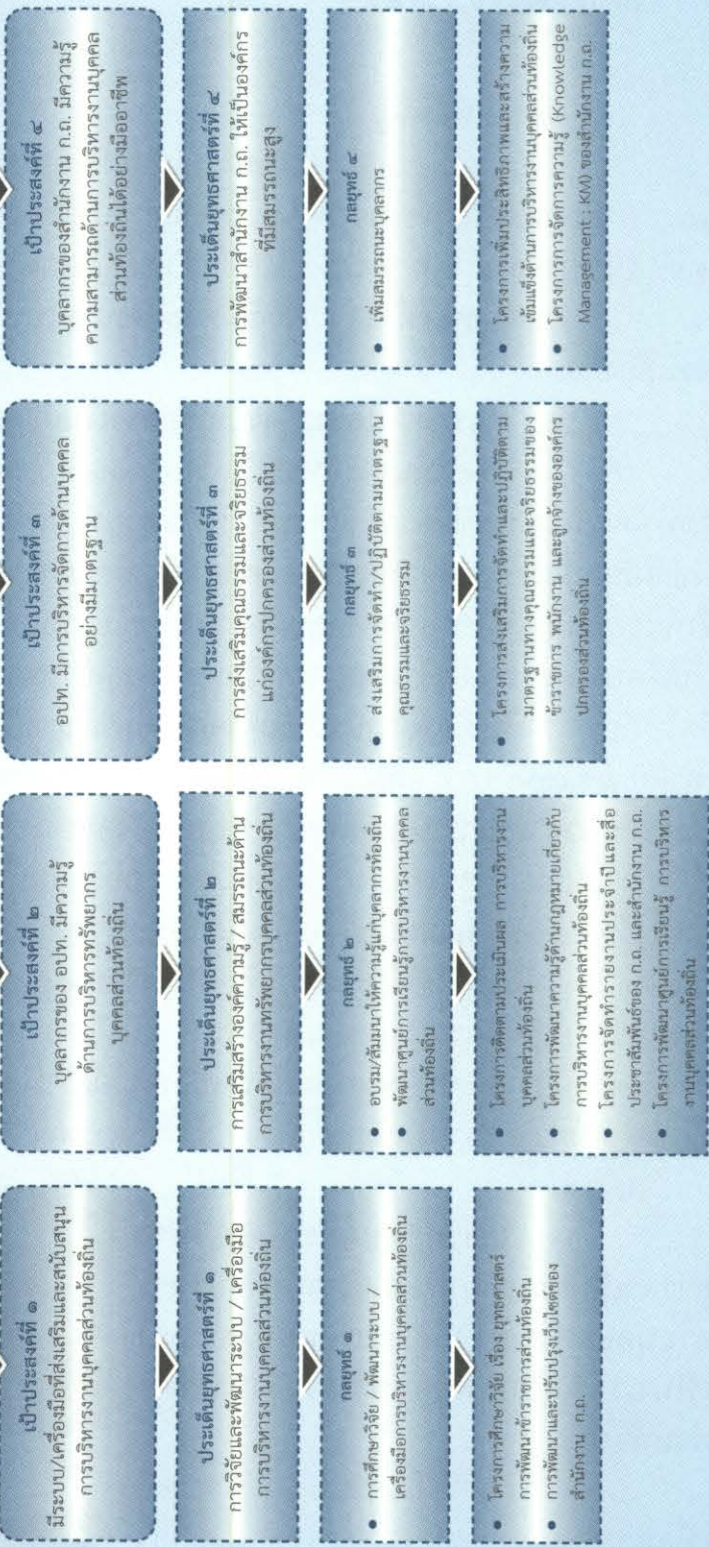 เป้าประสงค์ที่ ๑
มีระบบ/เครื่องมือที่ส่งเสริมและสนับสนุน
การบริหารงานบุคคลส่วนท้องถิ่น
ประเด็นยุทธศาสตร์ที่ ๑
การวิจัยและพัฒนาระบบ / เครื่องมือ
การบริหารงานบุคคลส่วนท้องถิ่น
กลยุทธ์ ๑
• การศึกษาวิจัย / พัฒนาระบบ /
เครื่องมือการบริหารงานบุคคลส่วนท้องถิ่น
• โครงการศึกษาวิจัย เรื่อง ยุทธศาสตร์
การพัฒนาข้าราชการส่วนท้องถิ่น
• การพัฒนาและปรับปรุงเว็บไซต์ของ
สำนักงาน ก.ถ.
เป้าประสงค์ที่ ๒
บุคลากรของ อปท. มีความรู้
ด้านการบริหารทรัพยากร
บุคคลส่วนท้องถิ่น
ประเด็นยุทธศาสตร์ที่ ๒
การเสริมสร้างองค์ความรู้ / สมรรถนะด้าน
การบริหารงานทรัพยากรบุคคลส่วนท้องถิ่น
กลยุทธ์ ๒
• อบรม/สัมมนาให้ความรู้แก่บุคลากรท้องถิ่น
• พัฒนาศูนย์การเรียนรู้การบริหารงานบุคคล
ส่วนท้องถิ่น
• โครงการติดตามประเมินผล การบริหารงาน
บุคคลส่วนท้องถิ่น
• โครงการพัฒนาความรู้ด้านกฎหมายเกี่ยวกับ
การบริหารงานบุคคลส่วนท้องถิ่น
• โครงการจัดทำรายงานประจำปีและสื่อ
ประชาสัมพันธ์ของ ก.ถ. และสำนักงาน ก.ถ.
• โครงการพัฒนาศูนย์การเรียนรู้ การบริหาร
งานบุคคลส่วนท้องถิ่น
เป้าประสงค์ที่ ๓
อปท. มีการบริหารจัดการด้านบุคคล
อย่างมีมาตรฐาน
ประเด็นยุทธศาสตร์ที่ ๓
การส่งเสริมคุณธรรมและจริยธรรม
แก่องค์กรปกครองส่วนท้องถิ่น
กลยุทธ์ ๓
• ส่งเสริมการจัดทำ/ปฏิบัติตามมาตรฐาน
คุณธรรมและจริยธรรม
• โครงการส่งเสริมการจัดทำและปฏิบัติตาม
มาตรฐานทางคุณธรรมและจริยธรรมของ
ข้าราชการ พนักงาน และลูกจ้างขององค์กร
ปกครองส่วนท้องถิ่น
เป้าประสงค์ที่ ๔
บุคลากรของสำนักงาน ก.ถ. มีความรู้
ความสามารถด้านการบริหารงานบุคคล
ส่วนท้องถิ่นได้อย่างมืออาชีพ
ประเด็นยุทธศาสตร์ที่ ๔
การพัฒนาสำนักงาน ก.ถ. ให้เป็นองค์กร
ที่มีสมรรถนะสูง
กลยุทธ์ ๔
• เพิ่มสมรรถนะบุคลากร
• โครงการเพิ่มประสิทธิภาพและสร้างความ
เข้มแข็งด้านการบริหารงานบุคคลส่วนท้องถิ่น
• โครงการการจัดการความรู้ (Knowledge
Management : KM) ของสำนักงาน ก.ถ.